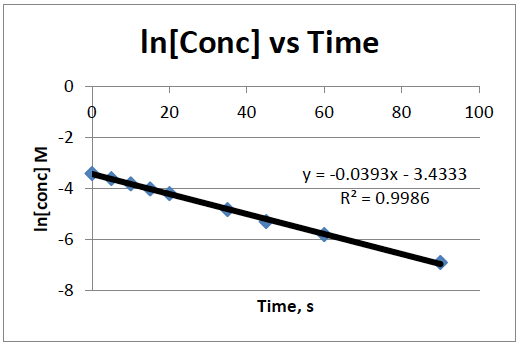 ln[Conc] vs Time
0
0 20 40 60 80 100
-2
y = -0.0393x - 3.4333
R² = 0.9986
ln[conc] M
-4
-6
-8
Time, s